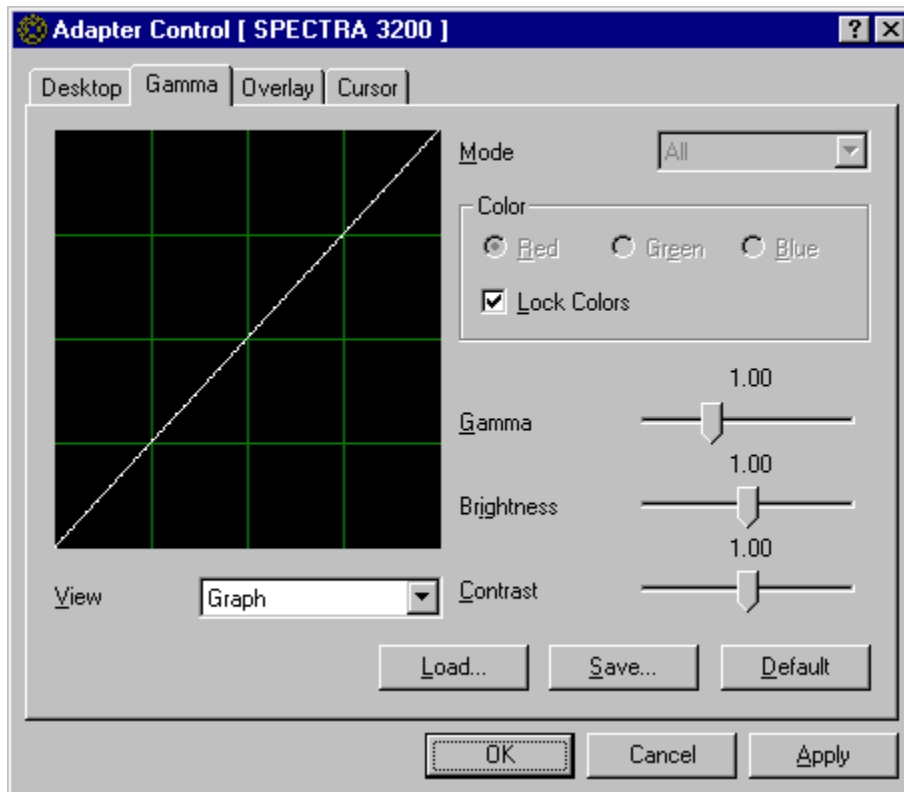 Adapter Control [ SPECTRA 3200 ]
Desktop Gamma Overlay Cursor
Mode All
Color
Red Green Blue
Lock Colors
1.00
Gamma
1.00
Brightness
1.00
Contrast
View Graph
Load... Save... Default
OK Cancel Apply